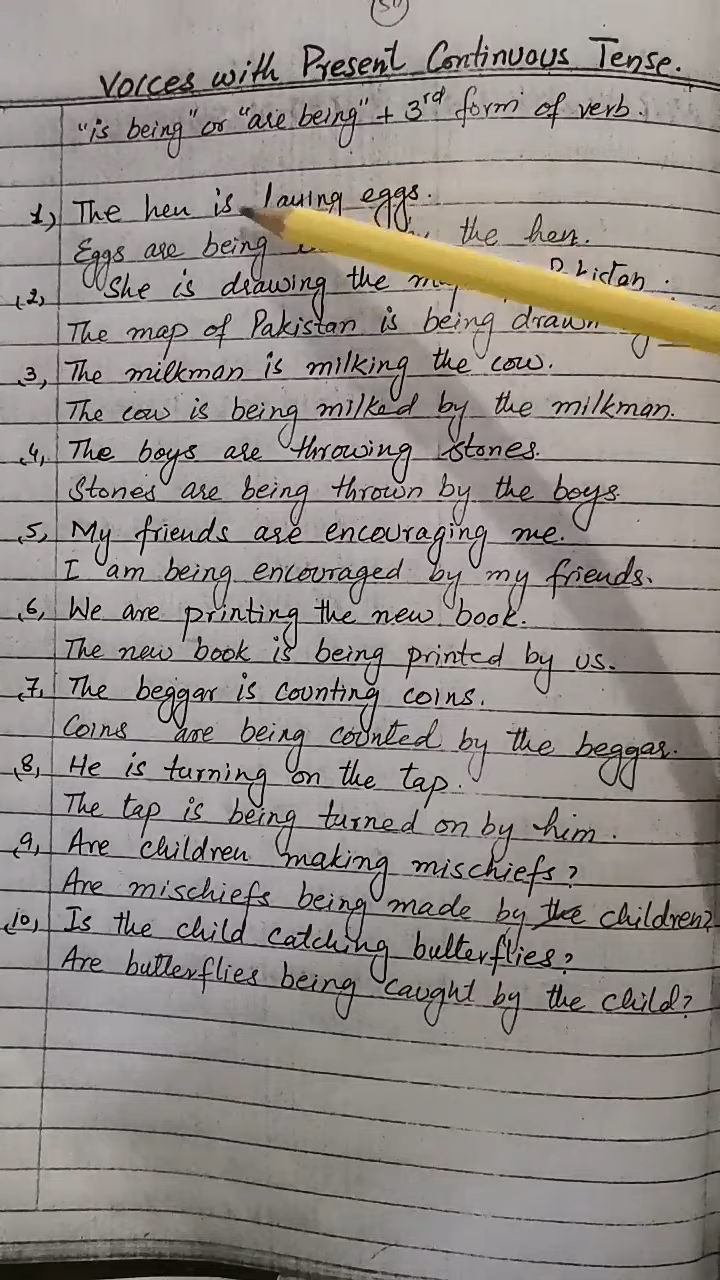 Voices with Present Continuous Tense.
"is being" or "are being" + 3rd form of verb.
1) The hen is laying eggs.
Eggs are being the hen.
(2) She is drawing the
The map of Pakistan is being drawn
(3) The milkman is milking the cow.
The cow is being milked by the milkman.
(4) The boys are throwing stones.
Stones are being thrown by the boys.
(5) My friends are encouraging me.
I am being encouraged by my friends.
(6) We are printing the new book.
The new book is being printed by us.
(7) The beggar is counting coins.
Coins are being counted by the beggar.
(8) He is turning on the tap.
The tap is being turned on by him.
(9) Are children making mischiefs?
Are mischiefs being made by the children?
(10) Is the child catching butterflies?
Are butterflies being caught by the child?